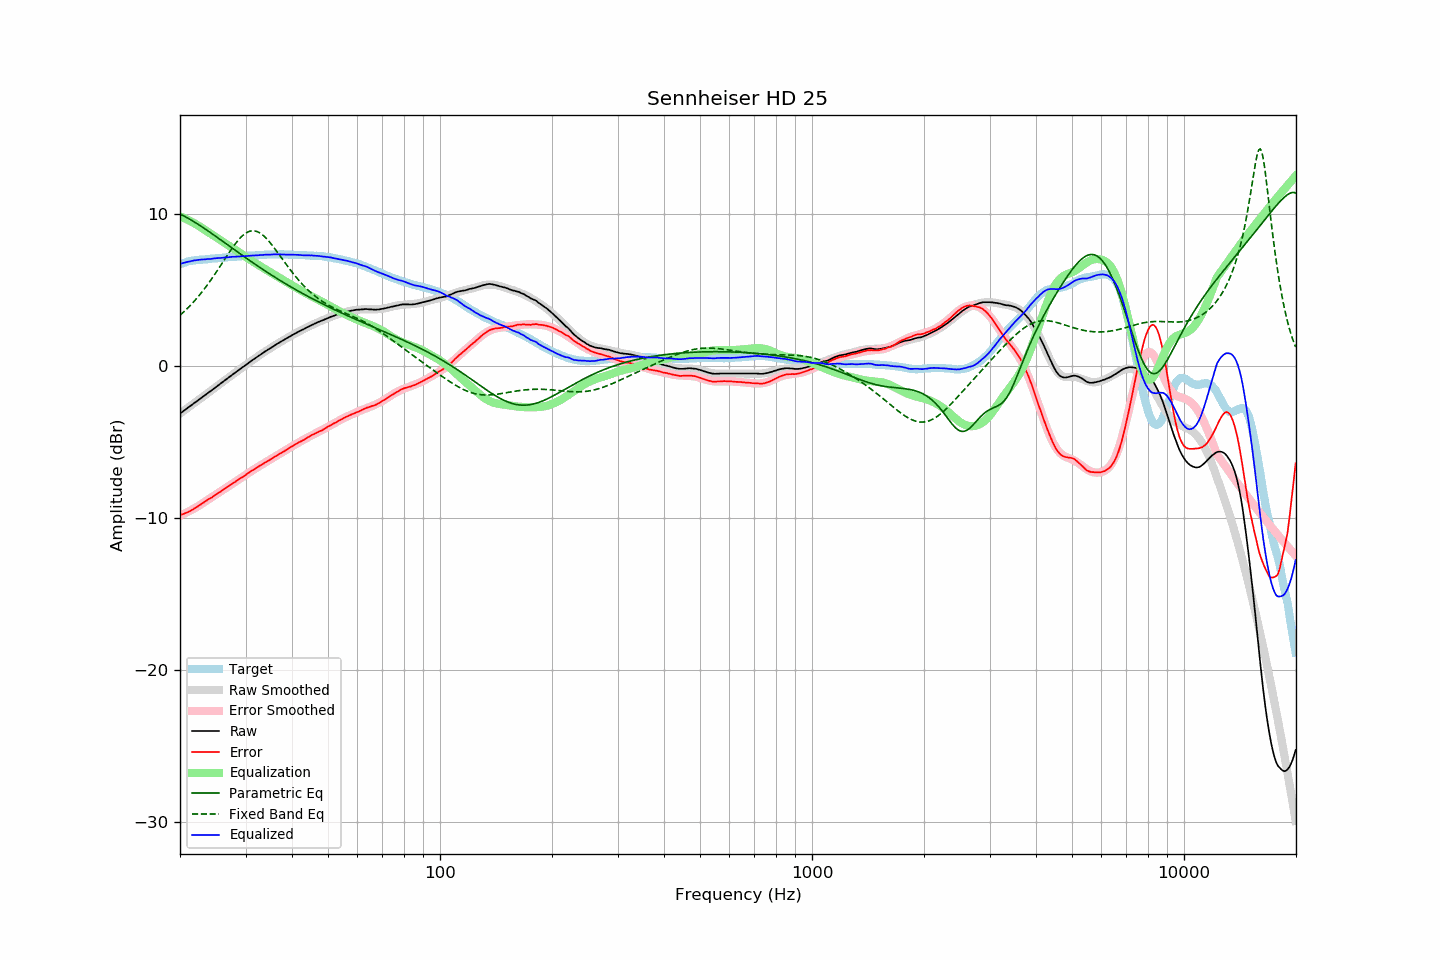 Sennheiser HD 25
Amplitude (dBr)
10
0
−10
−20
−30
Target
Raw Smoothed
Error Smoothed
Raw
Error
Equalization
Parametric Eq
Fixed Band Eq
Equalized
100
1000
10000
Frequency (Hz)